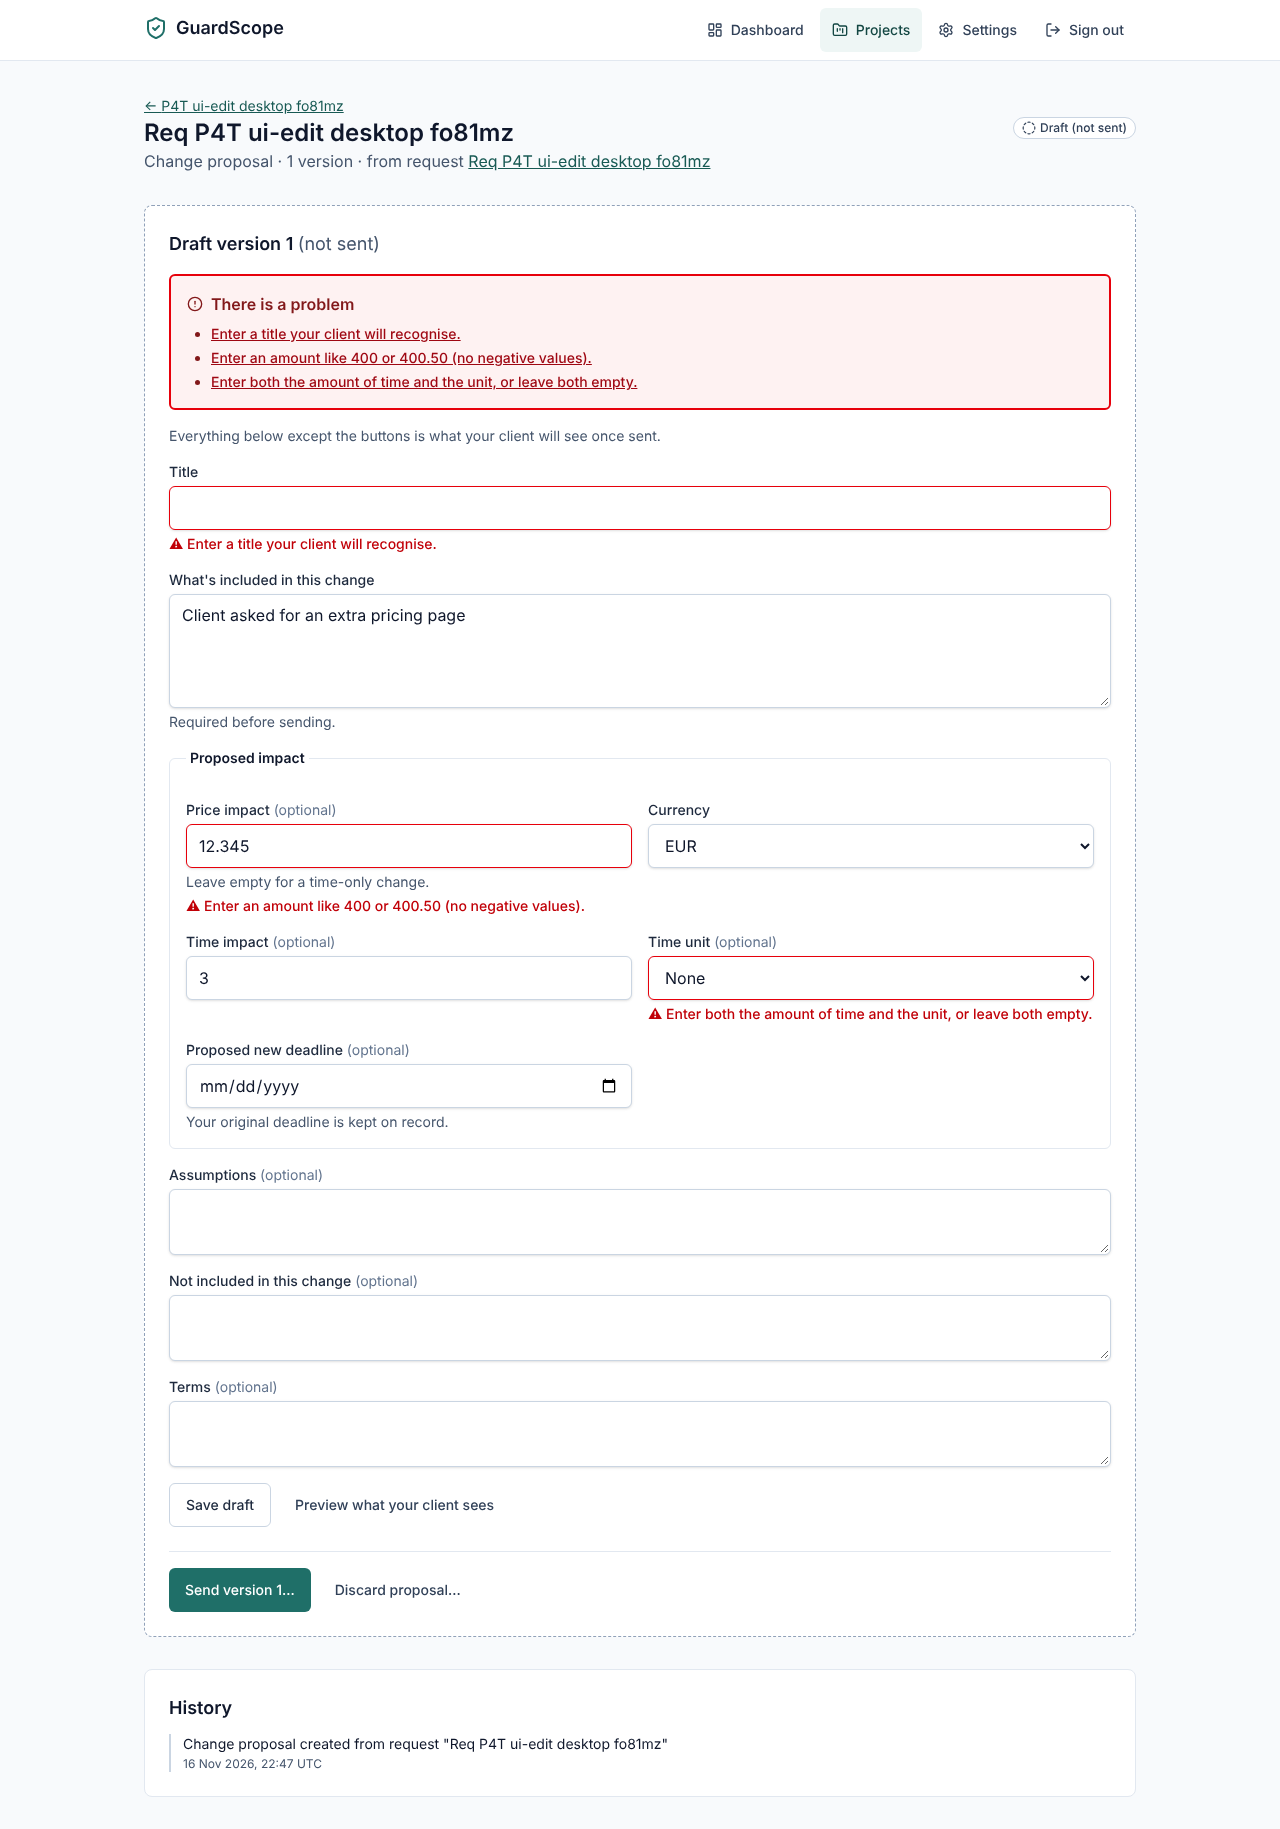 GuardScope
Dashboard
Projects
Settings
Sign out
← P4T ui-edit desktop fo81mz
Req P4T ui-edit desktop fo81mz
Draft (not sent)
Change proposal · 1 version · from request Req P4T ui-edit desktop fo81mz
Draft version 1 (not sent)
There is a problem
• Enter a title your client will recognise.
• Enter an amount like 400 or 400.50 (no negative values).
• Enter both the amount of time and the unit, or leave both empty.
Everything below except the buttons is what your client will see once sent.
Title
Enter a title your client will recognise.
What's included in this change
Client asked for an extra pricing page
Required before sending.
Proposed impact
Price impact (optional)
Currency
12.345
EUR
Leave empty for a time-only change.
Enter an amount like 400 or 400.50 (no negative values).
Time impact (optional)
Time unit (optional)
3
None
Enter both the amount of time and the unit, or leave both empty.
Proposed new deadline (optional)
mm/dd/yyyy
Your original deadline is kept on record.
Assumptions (optional)
Not included in this change (optional)
Terms (optional)
Save draft
Preview what your client sees
Send version 1...
Discard proposal...
History
Change proposal created from request "Req P4T ui-edit desktop fo81mz"
16 Nov 2026, 22:47 UTC